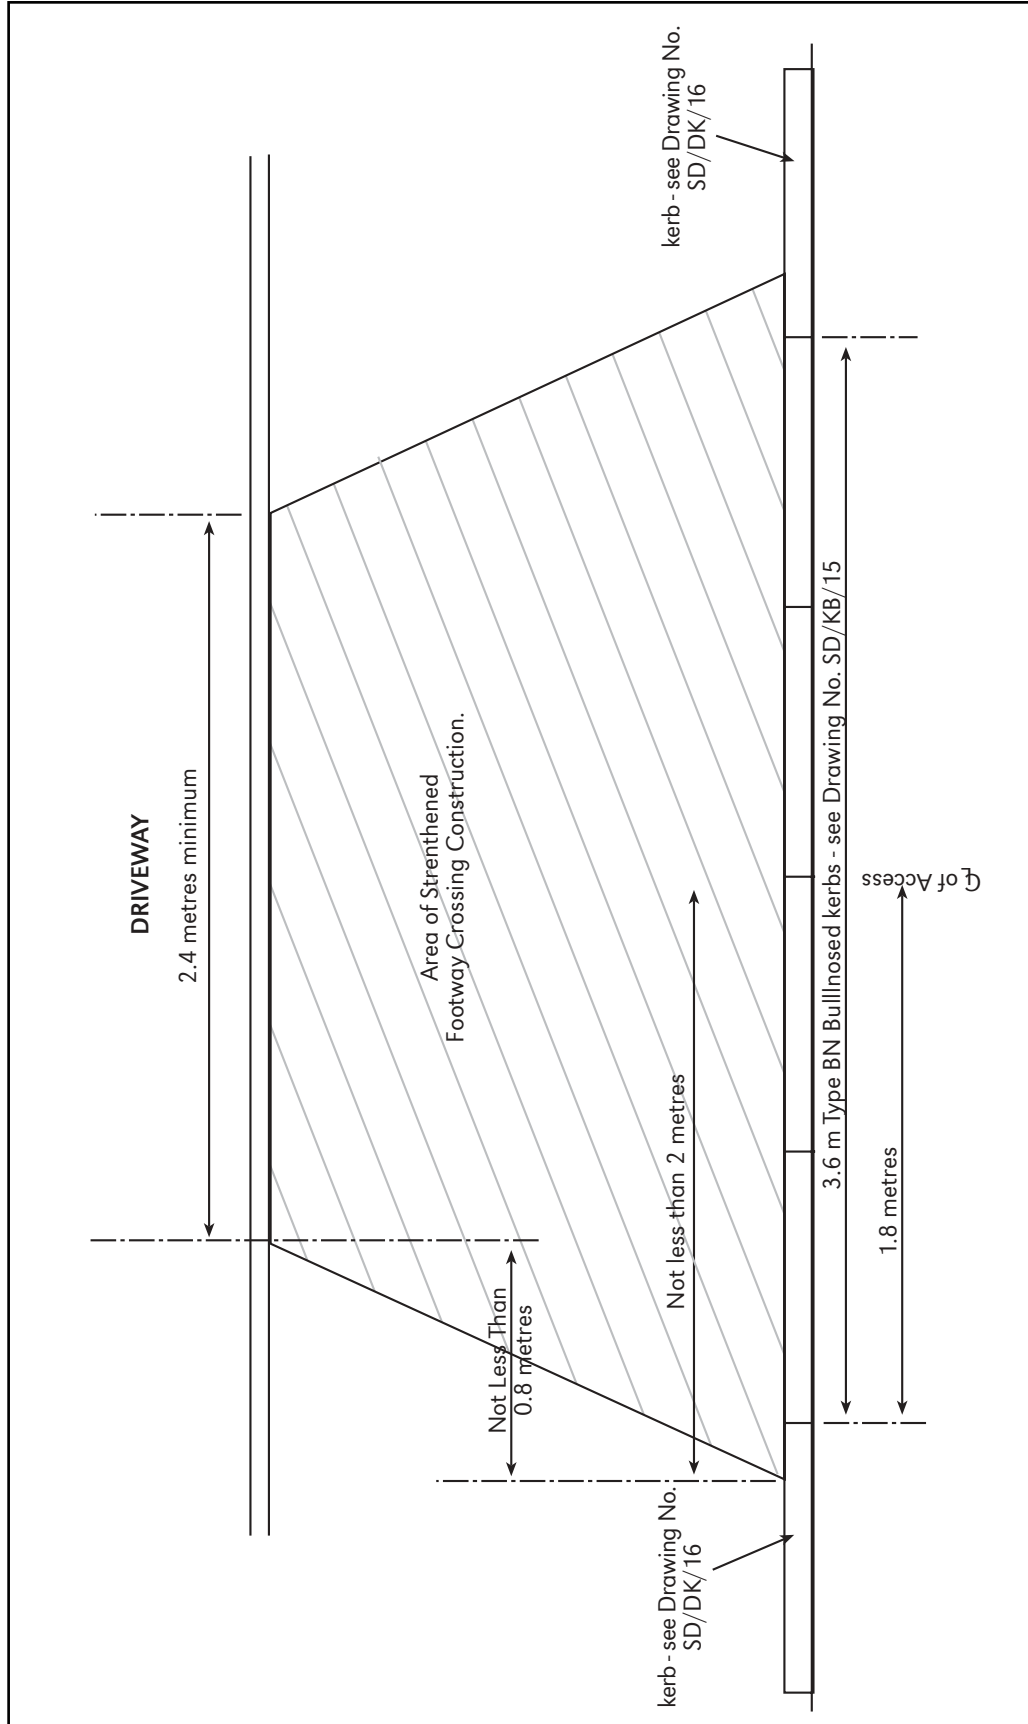 DRIVEWAY
2.4 metres minimum
Area of Strenthened
Footway Crossing Construction.
Not Less Than
0.8 metres
Not less than 2 metres
kerb - see Drawing No.
SD/DK/16
kerb - see Drawing No.
SD/DK/16
3.6 m Type BN Bulllnosed kerbs - see Drawing No. SD/KB/15
1.8 metres
℄ of Access